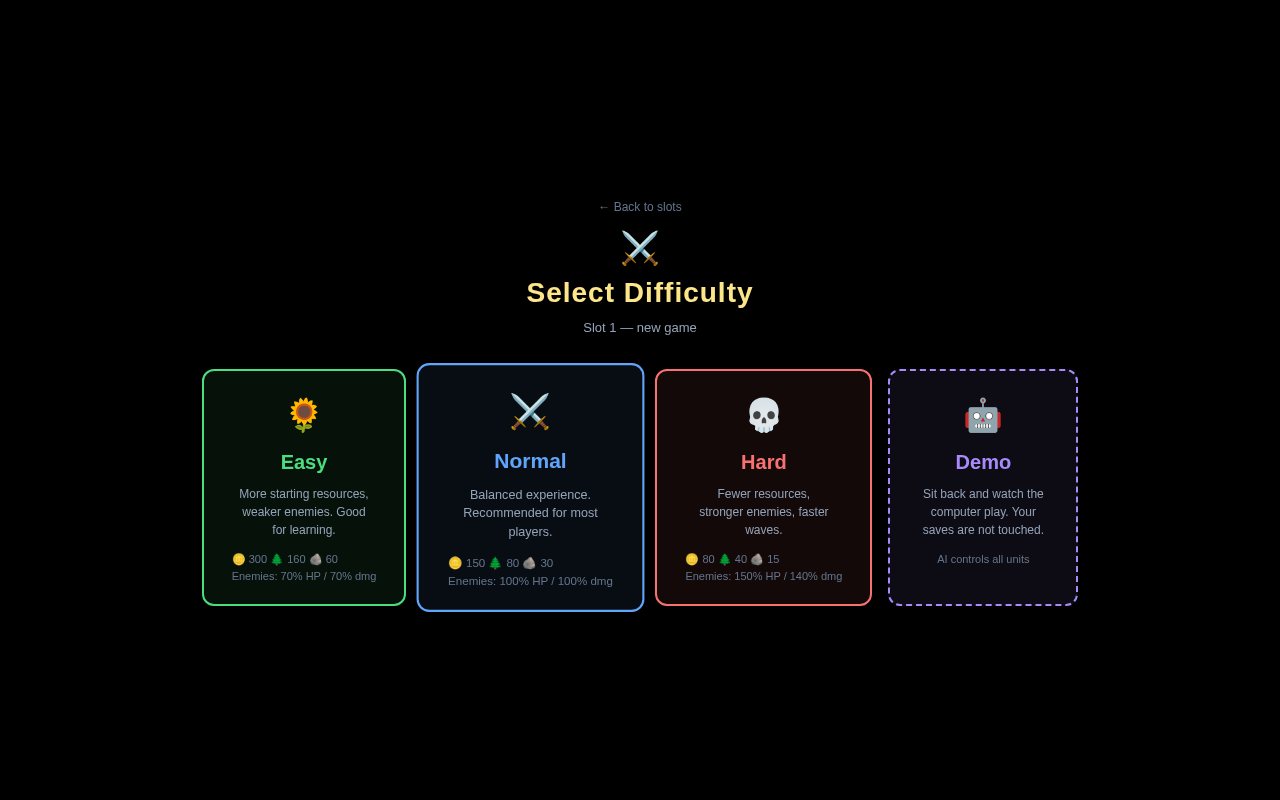 ← Back to slots
Select Difficulty
Slot 1 — new game
Easy
More starting resources,
weaker enemies. Good
for learning.
🪙 300 🌲 160 🪨 60
Enemies: 70% HP / 70% dmg
Normal
Balanced experience.
Recommended for most
players.
🪙 150 🌲 80 🪨 30
Enemies: 100% HP / 100% dmg
Hard
Fewer resources,
stronger enemies, faster
waves.
🪙 80 🌲 40 🪨 15
Enemies: 150% HP / 140% dmg
Demo
Sit back and watch the
computer play. Your
saves are not touched.
AI controls all units